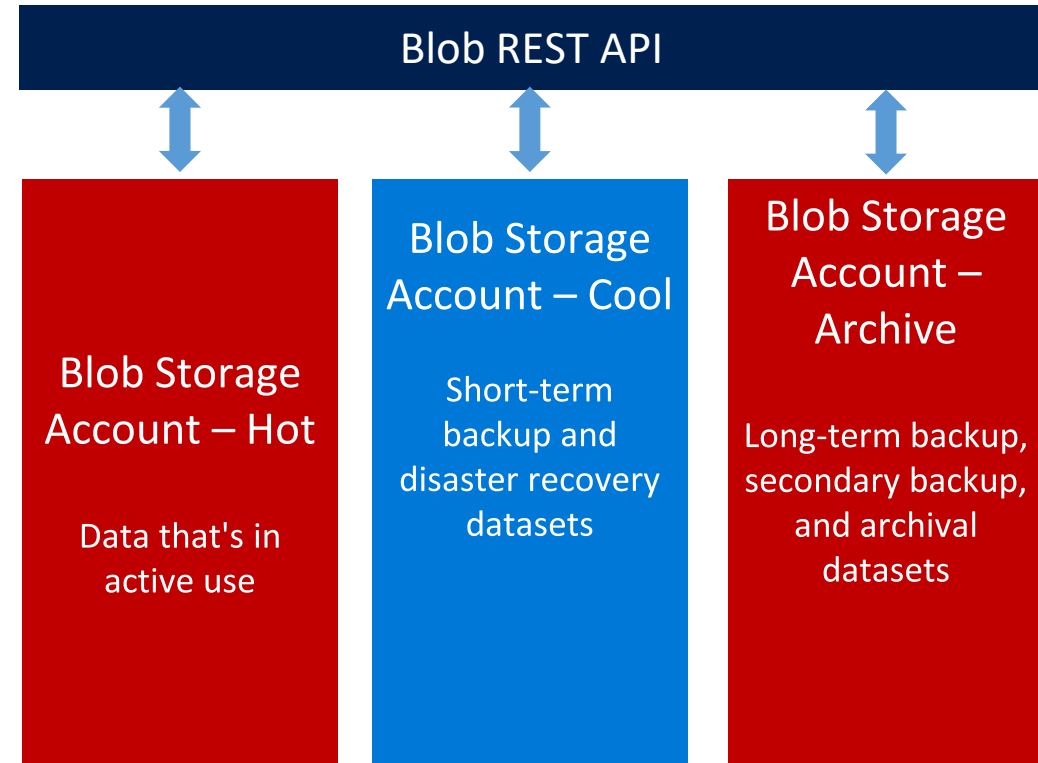 Blob REST API
Blob Storage
Account – Hot
Data that's in
active use
Blob Storage
Account – Cool
Short-term
backup and
disaster recovery
datasets
Blob Storage
Account –
Archive
Long-term backup,
secondary backup,
and archival
datasets